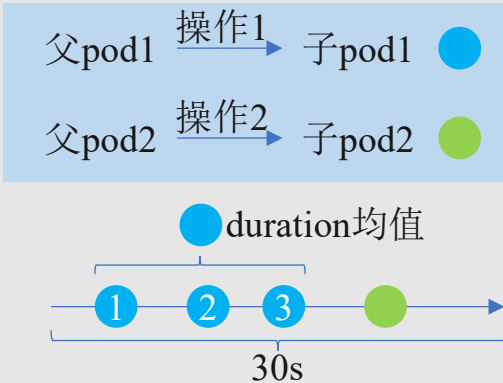 父pod1 操作1 子pod1
父pod2 操作2 子pod2
duration均值
1 2 3
30s